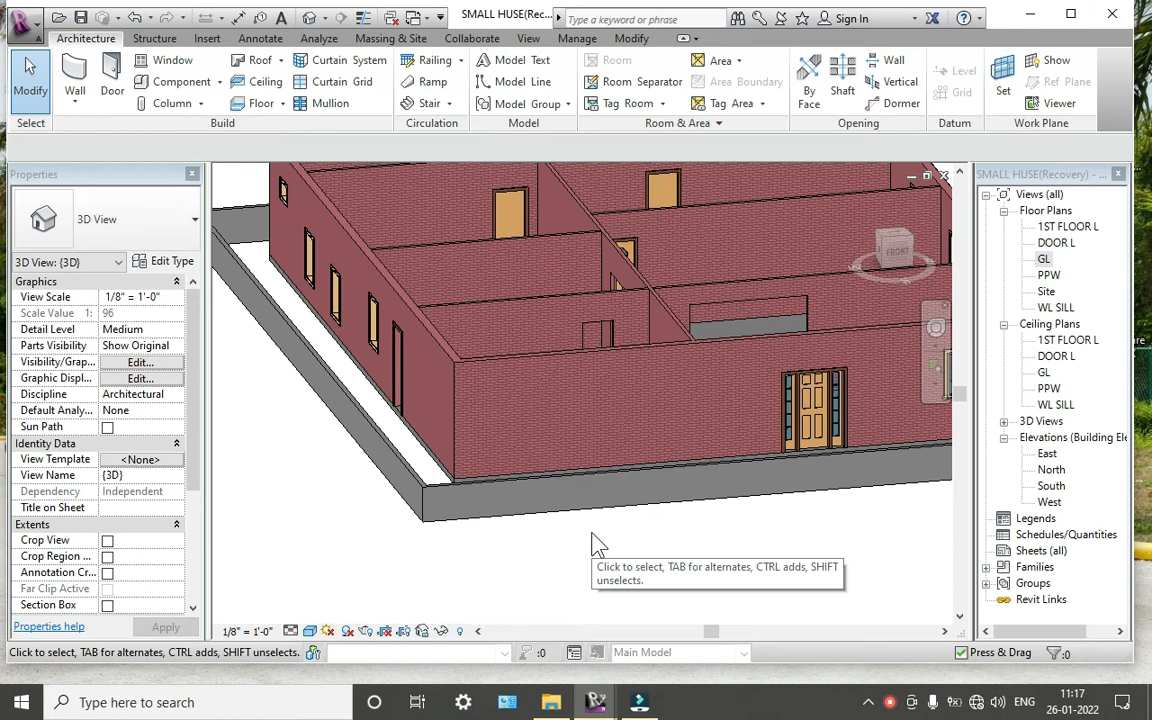 SMALL HUSE(Rec...
Type a keyword or phrase
Sign In
Architecture Structure Insert Annotate Analyze Massing & Site Collaborate View Manage Modify
Modify
Wall
Door
Window
Component
Column
Roof
Ceiling
Floor
Curtain System
Curtain Grid
Mullion
Railing
Ramp
Stair
Model Text
Model Line
Model Group
Room
Room Separator
Tag Room
Area
Area Boundary
Tag Area
By
Face
Shaft
Wall
Vertical
Dormer
Level
Grid
Set
Show
Ref Plane
Viewer
Select Build Circulation Model Room & Area Opening Datum Work Plane
Properties
3D View
3D View: {3D} Edit Type
Graphics
View Scale 1/8" = 1'-0"
Scale Value 1: 96
Detail Level Medium
Parts Visibility Show Original
Visibility/Grap... Edit...
Graphic Displ... Edit...
Discipline Architectural
Default Analy... None
Sun Path
Identity Data
View Template <None>
View Name {3D}
Dependency Independent
Title on Sheet
Extents
Crop View
Crop Region ...
Annotation Cr...
Far Clip Active
Section Box
Properties help Apply
FRONT
Click to select, TAB for alternates, CTRL adds, SHIFT
unselects.
SMALL HUSE(Recovery) - ...
Views (all)
Floor Plans
1ST FLOOR L
DOOR L
GL
PPW
Site
WL SILL
Ceiling Plans
1ST FLOOR L
DOOR L
GL
PPW
WL SILL
3D Views
Elevations (Building Ele
East
North
South
West
Legends
Schedules/Quantities
Sheets (all)
Families
Groups
Revit Links
1/8" = 1'-0"
Click to select, TAB for alternates, CTRL adds, SHIFT unselects. :0 Main Model Press & Drag :0
Type here to search
ENG
11:17
26-01-2022